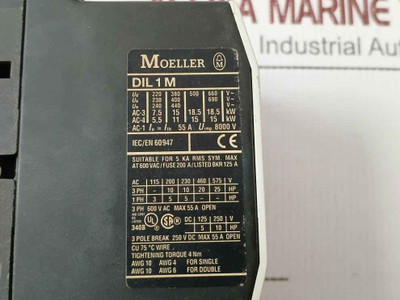 MARINE
Industrial Aut
MOELLER
DIL 1 M
Ue 220 380 500 660 V~
Ue 230 400 690 V~
Ue 240 440 V~
AC-3 7.5 15 18.5 18.5 kW
AC-4 5.5 11 15 15 kW
AC-1 Ie = Ith 55 A Uimp 8000 V
IEC/EN 60947
SUITABLE FOR 5 KA RMS SYM. MAX
AT 600 VAC / FUSE 200 A / LISTED BKR 125 A
AC 115 200 230 460 575 V
3 PH – 10 10 20 25 HP
1 PH 3 5 5 – – HP
3 PH 600 V AC MAX 55 A OPEN
UL LISTED 340B
DC 125 250 V
HP
3 POLE BREAK 250 V DC MAX 55 A OPEN
CU 75 °C WIRE
TIGHTENING TORQUE 4 Nm
AWG 10 AWG 4 FOR SINGLE
AWG 10 AWG 6 FOR DOUBLE